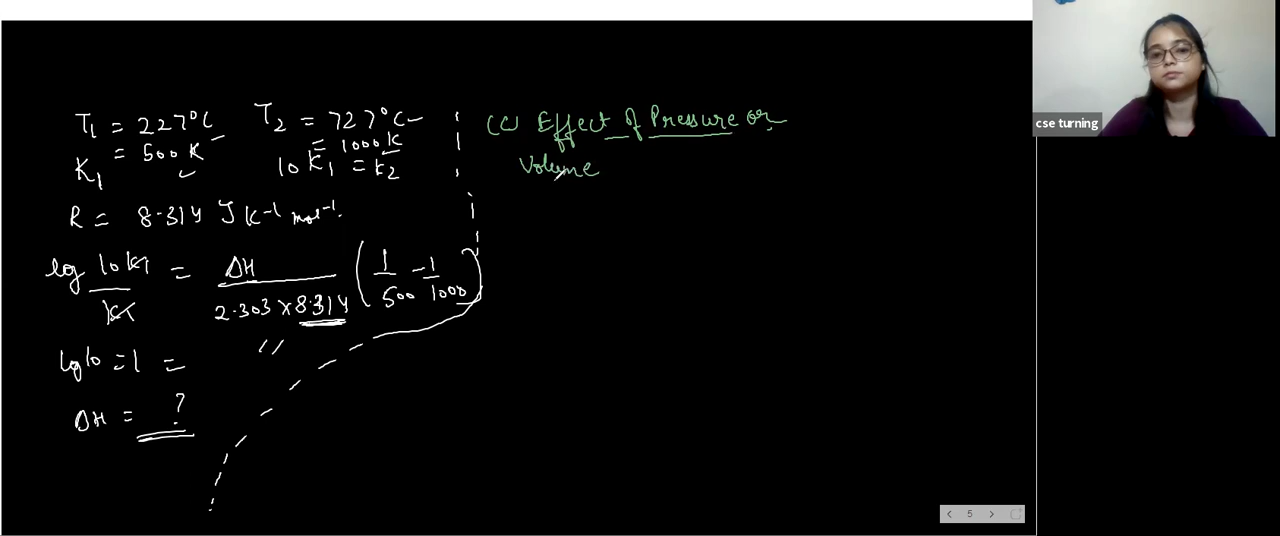 T1 = 227°C
= 500 K
K1
T2 = 727°C
= 1000 K
10 K1 = K2
R = 8.314 J K-1 mol-1.
log 10K1 / K1 = ΔH / 2.303 × 8.314 ( 1/500 - 1/1000 )
log 10 = 1 = "
ΔH = ?
(c) Effect of Pressure or
Volume
cse turning
5